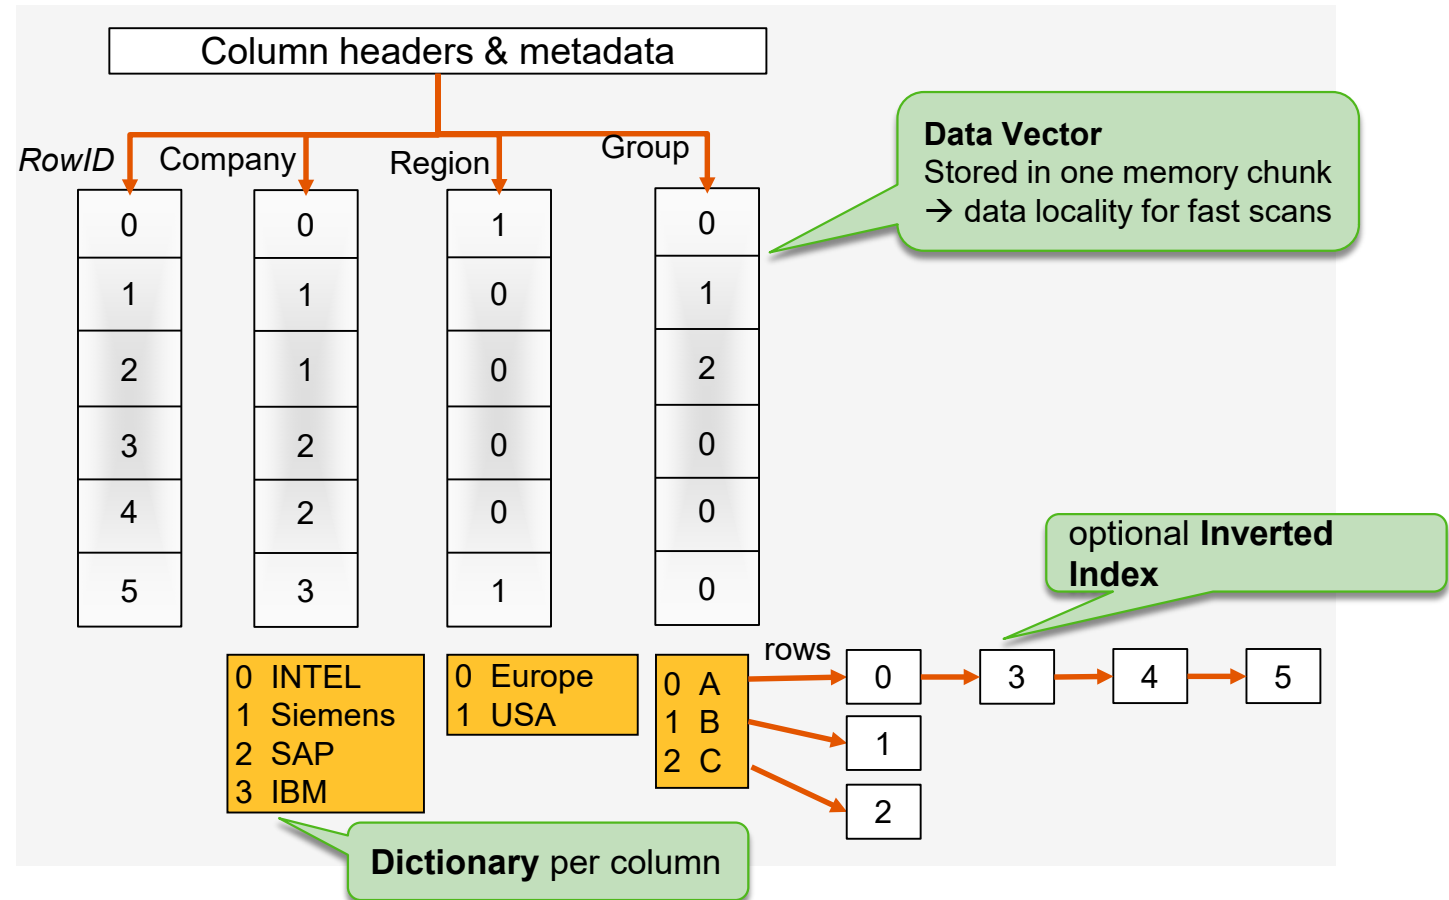 Column headers & metadata
RowID Company Region Group
0 0 1 0
1 1 0 1
2 1 0 2
3 2 0 0
4 2 0 0
5 3 1 0
Data Vector
Stored in one memory chunk
→ data locality for fast scans
optional Inverted
Index
0 INTEL
1 Siemens
2 SAP
3 IBM
0 Europe
1 USA
0 A
1 B
2 C
rows
0 3 4 5
1
2
Dictionary per column